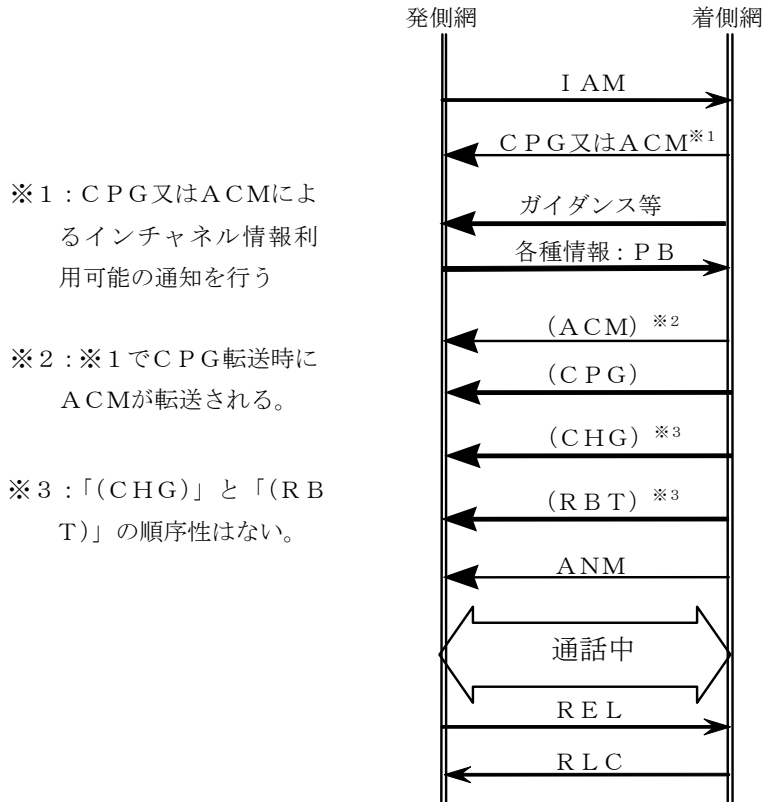 発側網
着側網
ＩＡＭ
ＣＰＧ又はＡＣＭ※1
※１：ＣＰＧ又はＡＣＭによ
るインチャネル情報利
用可能の通知を行う
ガイダンス等
各種情報：ＰＢ
（ＡＣＭ）※2
※２：※１でＣＰＧ転送時に
ＡＣＭが転送される。
（ＣＰＧ）
（ＣＨＧ）※3
※３：「(ＣＨＧ)」と「(ＲＢ
Ｔ)」の順序性はない。
（ＲＢＴ）※3
ＡＮＭ
通話中
ＲＥＬ
ＲＬＣ